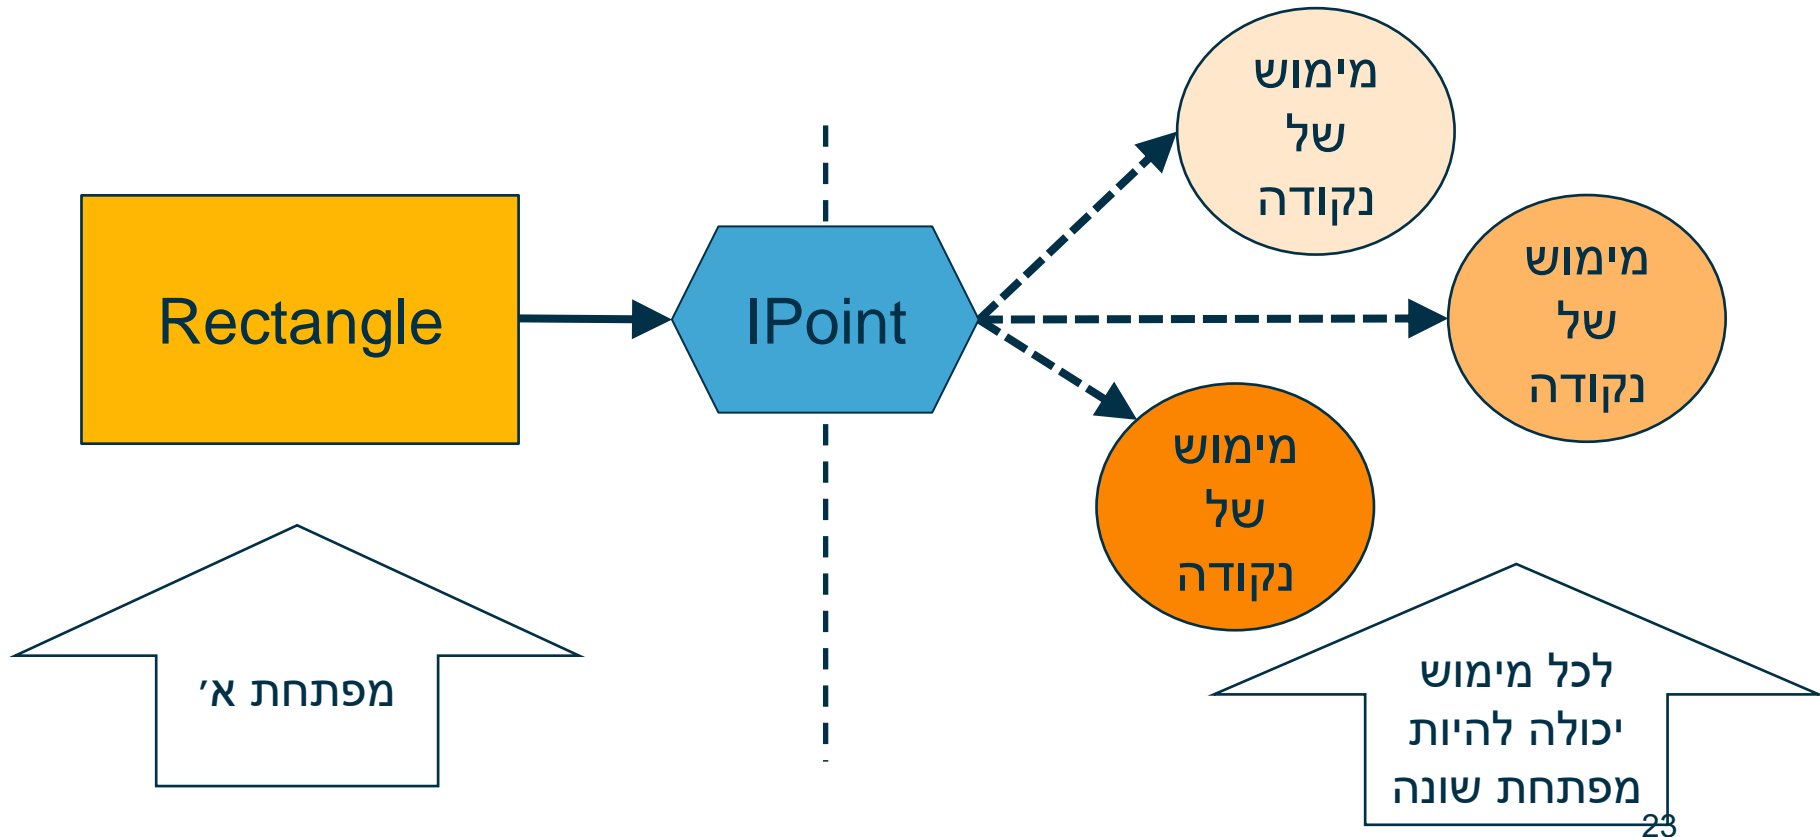 מימוש
של
נקודה
Rectangle
IPoint
מימוש
של
נקודה
מימוש
של
נקודה
מפתחת א׳
לכל מימוש
יכולה להיות
מפתחת שונה
23